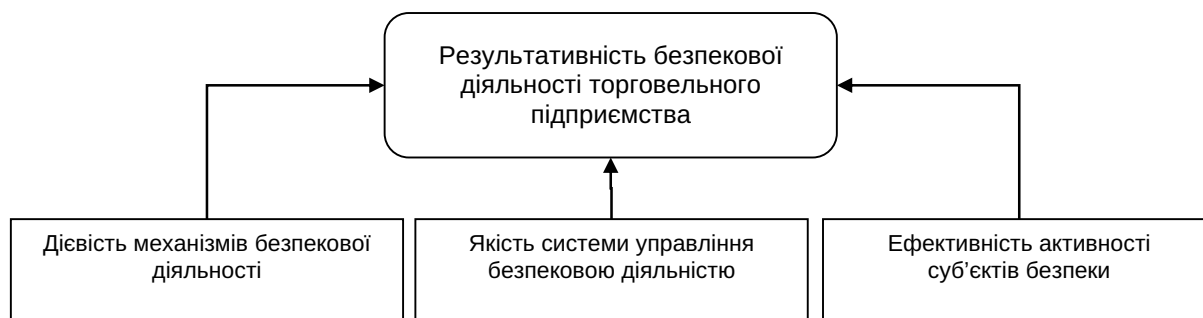 Результативність безпекової
діяльності торговельного
підприємства
Дієвість механізмів безпекової
діяльності
Якість системи управління
безпековою діяльністю
Ефективність активності
суб’єктів безпеки